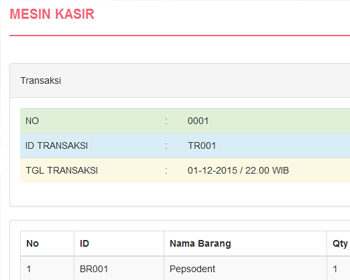 MESIN KASIR
Transaksi
NO : 0001
ID TRANSAKSI : TR001
TGL TRANSAKSI : 01-12-2015 / 22.00 WIB
No ID Nama Barang Qty
1 BR001 Pepsodent 1